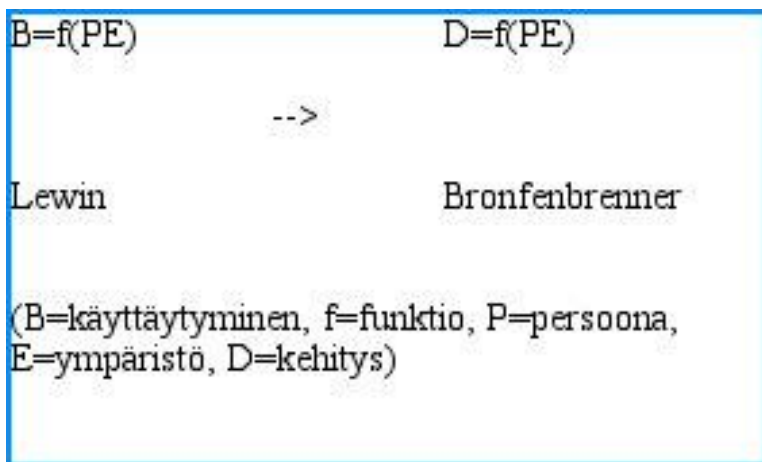 B=f(PE) D=f(PE)
-->
Lewin Bronfenbrenner
(B=käyttäytyminen, f=funktio, P=persoona,
E=ympäristö, D=kehitys)